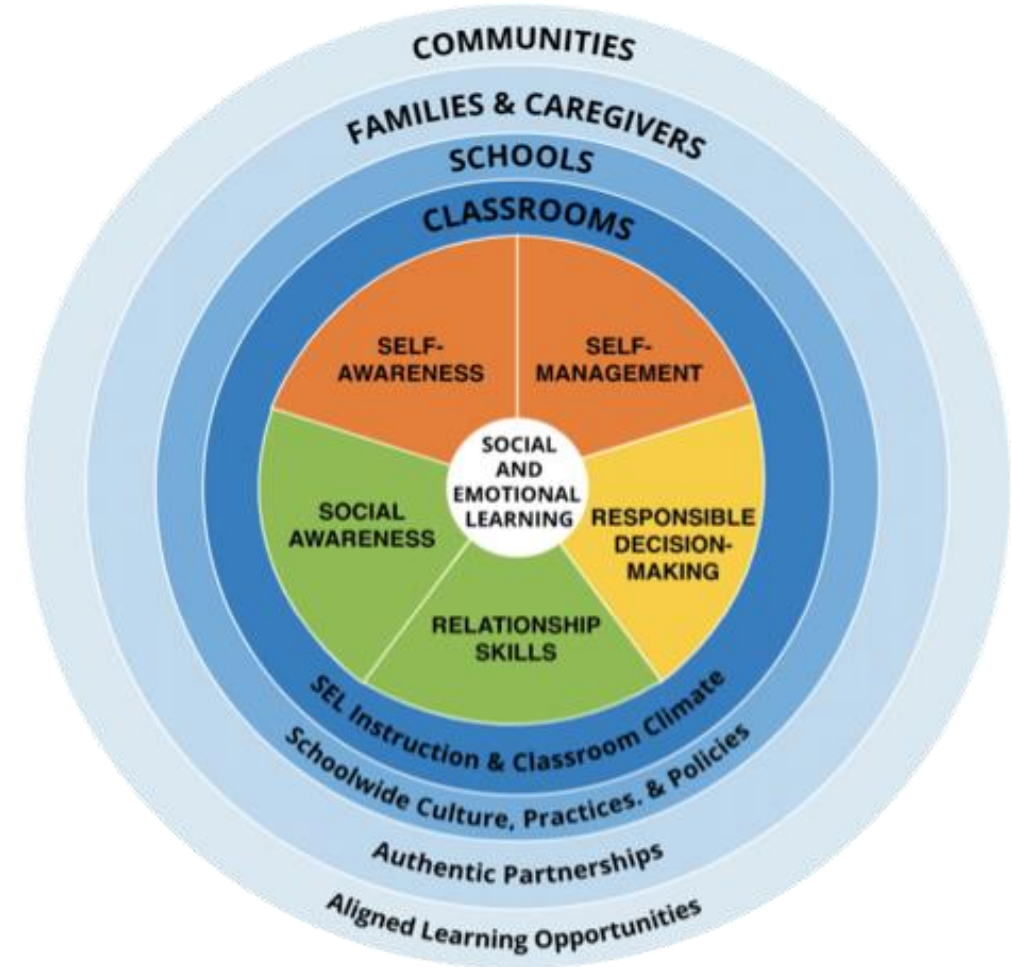 COMMUNITIES
FAMILIES & CAREGIVERS
SCHOOLS
CLASSROOMS
SELF-
AWARENESS
SELF-
MANAGEMENT
SOCIAL
AND
EMOTIONAL
LEARNING
SOCIAL
AWARENESS
RESPONSIBLE
DECISION-
MAKING
RELATIONSHIP
SKILLS
SEL Instruction & Classroom Climate
Schoolwide Culture, Practices. & Policies
Authentic Partnerships
Aligned Learning Opportunities